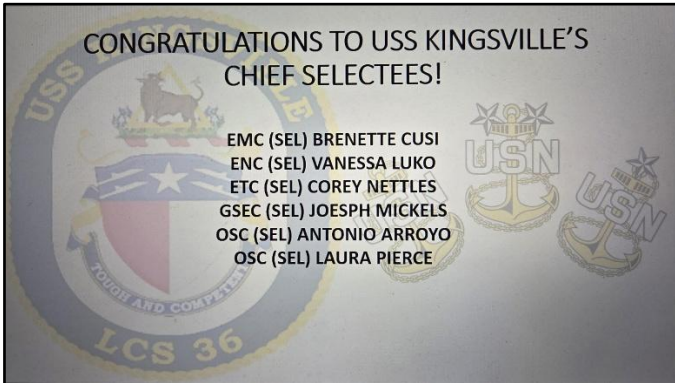 CONGRATULATIONS TO USS KINGSVILLE'S
CHIEF SELECTEES!
EMC (SEL) BRENETTE CUSI
ENC (SEL) VANESSA LUKO
ETC (SEL) COREY NETTLES
GSEC (SEL) JOESPH MICKELS
OSC (SEL) ANTONIO ARROYO
OSC (SEL) LAURA PIERCE
USS KINGSVILLE
TOUGH AND COMPETE
LCS 36
USN
USN
USN